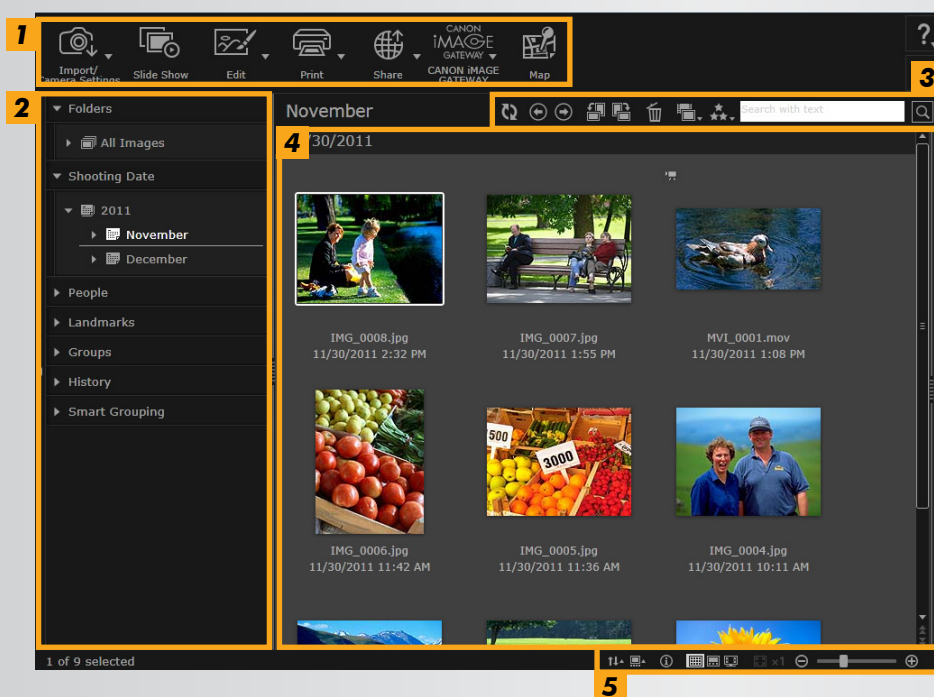 1
CANON
iMAGE
GATEWAY
Import/
Camera Settings
Slide Show
Edit
Print
Share
CANON iMAGE
GATEWAY
Map
?
2
Folders
All Images
Shooting Date
2011
November
December
People
Landmarks
Groups
History
Smart Grouping
3
November
Search with text
4
/30/2011
IMG_0008.jpg
11/30/2011 2:32 PM
IMG_0007.jpg
11/30/2011 1:55 PM
MVI_0001.mov
11/30/2011 1:08 PM
1500
3000
IMG_0006.jpg
11/30/2011 11:42 AM
IMG_0005.jpg
11/30/2011 11:36 AM
IMG_0004.jpg
11/30/2011 10:11 AM
1 of 9 selected
x1
5